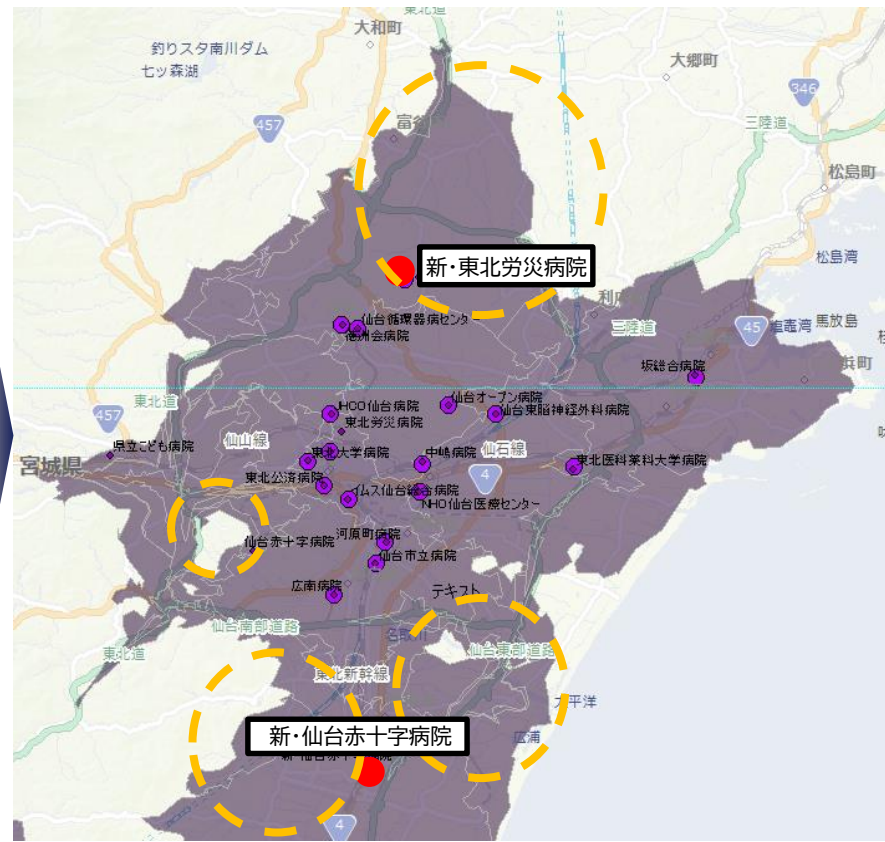 東北道
大和町
釣りスタ南川ダム
七ッ森湖
大郷町
346
457
富谷
三陸道
松島町
新・東北労災病院
松島湾
利府
仙台循環器病センター
徳洲会病院
三陸道
45
塩竈湾
馬放島
坂総合病院
浜町
東北道
JHCO仙台病院
仙台オープン病院
457
東北労災病院
仙台東脳神経外科病院
仙山線
県立こども病院
東北大学病院
中嶋病院
仙石線
宮城県
4
東北医科薬科大学病院
東北公済病院
イムス仙台総合病院
NHO仙台医療センター
仙台赤十字病院
河原町病院
仙台市立病院
広南病院
テキスト
仙台南部道路
名取川
東北道
仙台東部道路
東北新幹線
太平洋
新・仙台赤十字病院
広浦
4